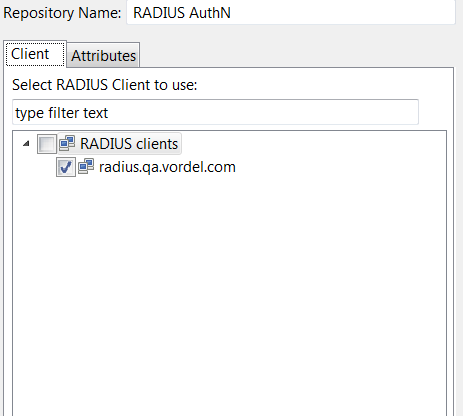 Repository Name: RADIUS AuthN
Client Attributes
Select RADIUS Client to use:
type filter text
RADIUS clients
radius.qa.vordel.com